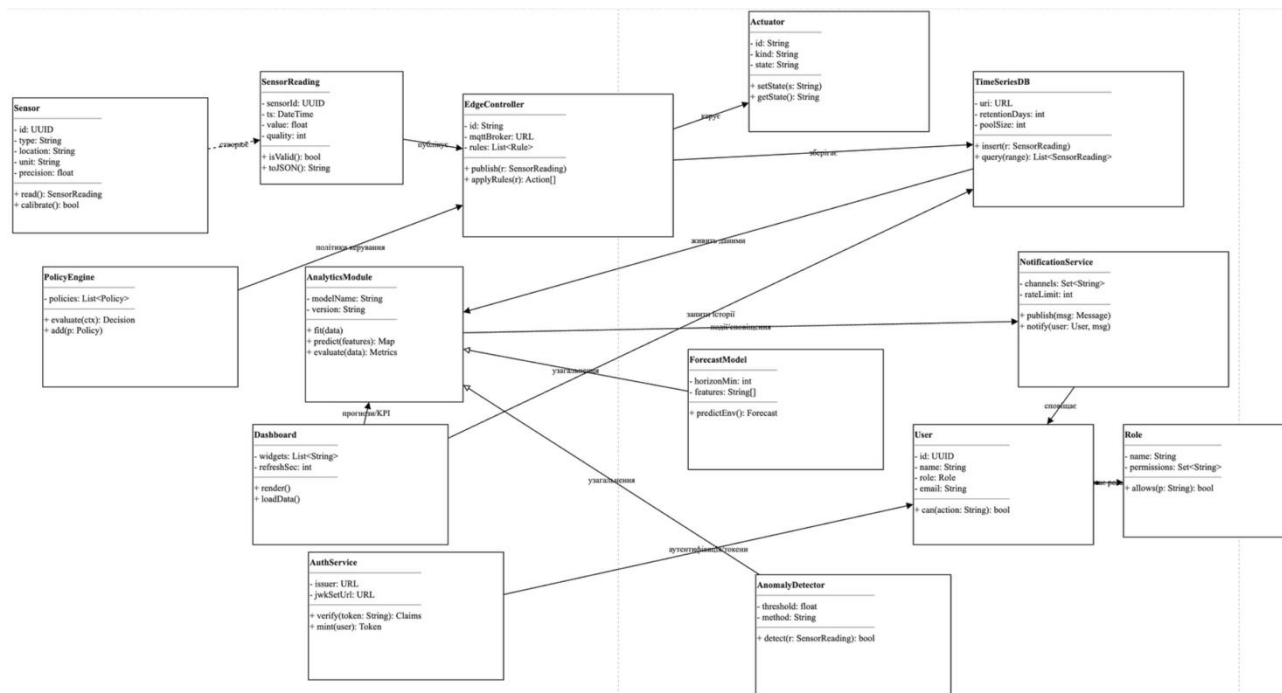 Actuator
- id: String
- kind: String
- state: String
+ setState(s: String)
+ getState(): String
SensorReading
- sensorId: UUID
- ts: DateTime
- value: float
- quality: int
+ isValid(): bool
+ toJSON(): String
TimeSeriesDB
- uri: URL
- retentionDays: int
- poolSize: int
+ insert(r: SensorReading)
+ query(range): List<SensorReading>
Sensor
- id: UUID
- type: String
- location: String
- unit: String
- precision: float
+ read(): SensorReading
+ calibrate(): bool
EdgeController
- id: String
- mqttBroker: URL
- rules: List<Rule>
+ publish(r: SensorReading)
+ applyRules(r): Action[]
створює
публікує
керує
зберігає
політики керування
живить даними
PolicyEngine
- policies: List<Policy>
+ evaluate(ctx): Decision
+ add(p: Policy)
AnalyticsModule
- modelName: String
- version: String
+ fit(data)
+ predict(features): Map
+ evaluate(data): Metrics
NotificationService
- channels: Set<String>
- rateLimit: int
+ publish(msg: Message)
+ notify(user: User, msg)
запити історії
події/сповіщення
узагальнення
ForecastModel
- horizonMin: int
- features: String[]
+ predictEnv(): Forecast
прогнози/KPI
сповіщає
Dashboard
- widgets: List<String>
- refreshSec: int
+ render()
+ loadData()
User
- id: UUID
- name: String
- role: Role
- email: String
+ can(action: String): bool
Role
- name: String
- permissions: Set<String>
+ allows(p: String): bool
узагальнення
аутентифікація/токени
AuthService
- issuer: URL
- jwkSetUrl: URL
+ verify(token: String): Claims
+ mint(user): Token
AnomalyDetector
- threshold: float
- method: String
+ detect(r: SensorReading): bool